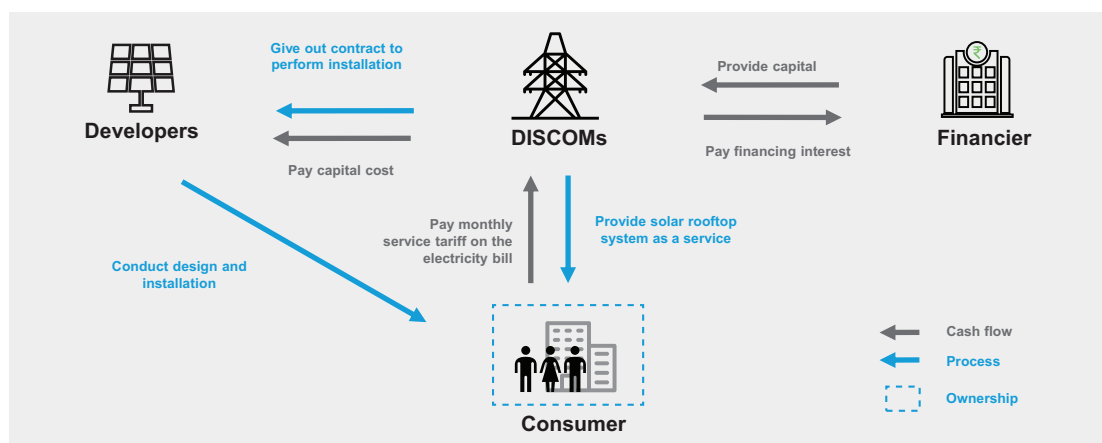 Give out contract to
perform installation
Provide capital
₹
Developers
DISCOMs
Financier
Pay capital cost
Pay financing interest
Pay monthly
service tariff on the
electricity bill
Provide solar rooftop
system as a service
Conduct design and
installation
Consumer
Cash flow
Process
Ownership